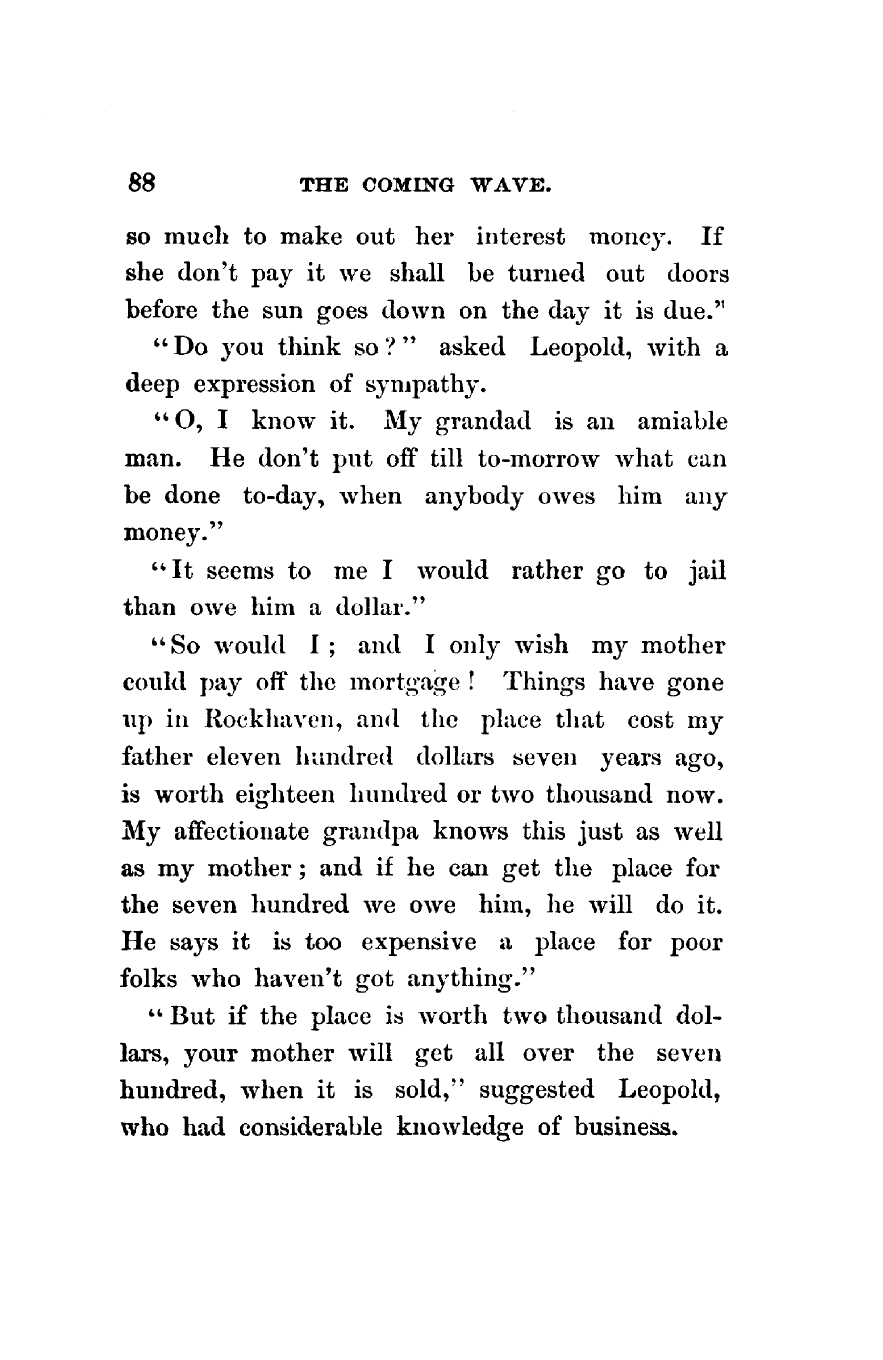 88 THE COMING WAVE.
so much to make out her interest money. If
she don't pay it we shall be turned out doors
before the sun goes down on the day it is due."
"Do you think so?" asked Leopold, with a
deep expression of sympathy.
"O, I know it. My grandad is an amiable
man. He don't put off till to-morrow what can
be done to-day, when anybody owes him any
money."
"It seems to me I would rather go to jail
than owe him a dollar."
"So would I; and I only wish my mother
could pay off the mortgage! Things have gone
up in Rockhaven, and the place that cost my
father eleven hundred dollars seven years ago,
is worth eighteen hundred or two thousand now.
My affectionate grandpa knows this just as well
as my mother; and if he can get the place for
the seven hundred we owe him, he will do it.
He says it is too expensive a place for poor
folks who haven't got anything."
"But if the place is worth two thousand dol-
lars, your mother will get all over the seven
hundred, when it is sold," suggested Leopold,
who had considerable knowledge of business.